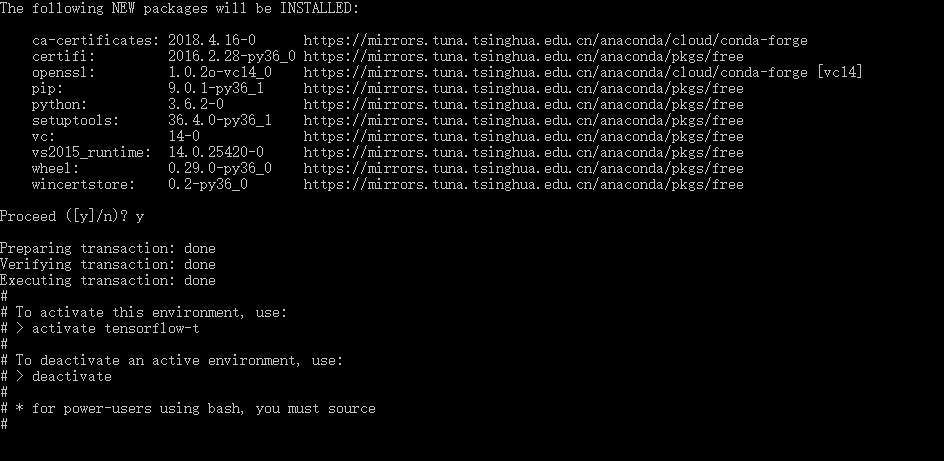 The following NEW packages will be INSTALLED:
ca-certificates: 2018.4.16-0 https://mirrors.tuna.tsinghua.edu.cn/anaconda/cloud/conda-forge
certifi: 2016.2.28-py36_0 https://mirrors.tuna.tsinghua.edu.cn/anaconda/pkgs/free
openssl: 1.0.2o-vc14_0 https://mirrors.tuna.tsinghua.edu.cn/anaconda/cloud/conda-forge [vc14]
pip: 9.0.1-py36_1 https://mirrors.tuna.tsinghua.edu.cn/anaconda/pkgs/free
python: 3.6.2-0 https://mirrors.tuna.tsinghua.edu.cn/anaconda/pkgs/free
setuptools: 36.4.0-py36_1 https://mirrors.tuna.tsinghua.edu.cn/anaconda/pkgs/free
vc: 14-0 https://mirrors.tuna.tsinghua.edu.cn/anaconda/pkgs/free
vs2015_runtime: 14.0.25420-0 https://mirrors.tuna.tsinghua.edu.cn/anaconda/pkgs/free
wheel: 0.29.0-py36_0 https://mirrors.tuna.tsinghua.edu.cn/anaconda/pkgs/free
wincertstore: 0.2-py36_0 https://mirrors.tuna.tsinghua.edu.cn/anaconda/pkgs/free
Proceed ([y]/n)? y
Preparing transaction: done
Verifying transaction: done
Executing transaction: done
#
# To activate this environment, use:
# > activate tensorflow-t
#
# To deactivate an active environment, use:
# > deactivate
#
# * for power-users using bash, you must source
#